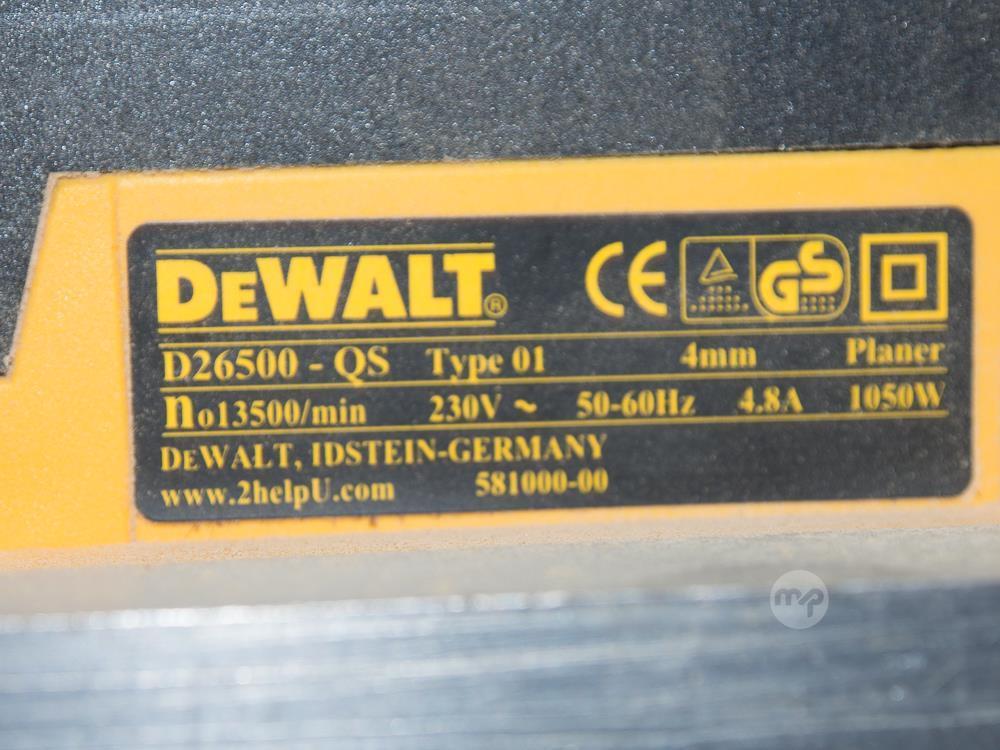 DEWALT®
CE GS
D26500 - QS Type 01 4mm Planer
no13500/min 230V ~ 50-60Hz 4.8A 1050W
DEWALT, IDSTEIN-GERMANY
www.2helpU.com 581000-00
mp